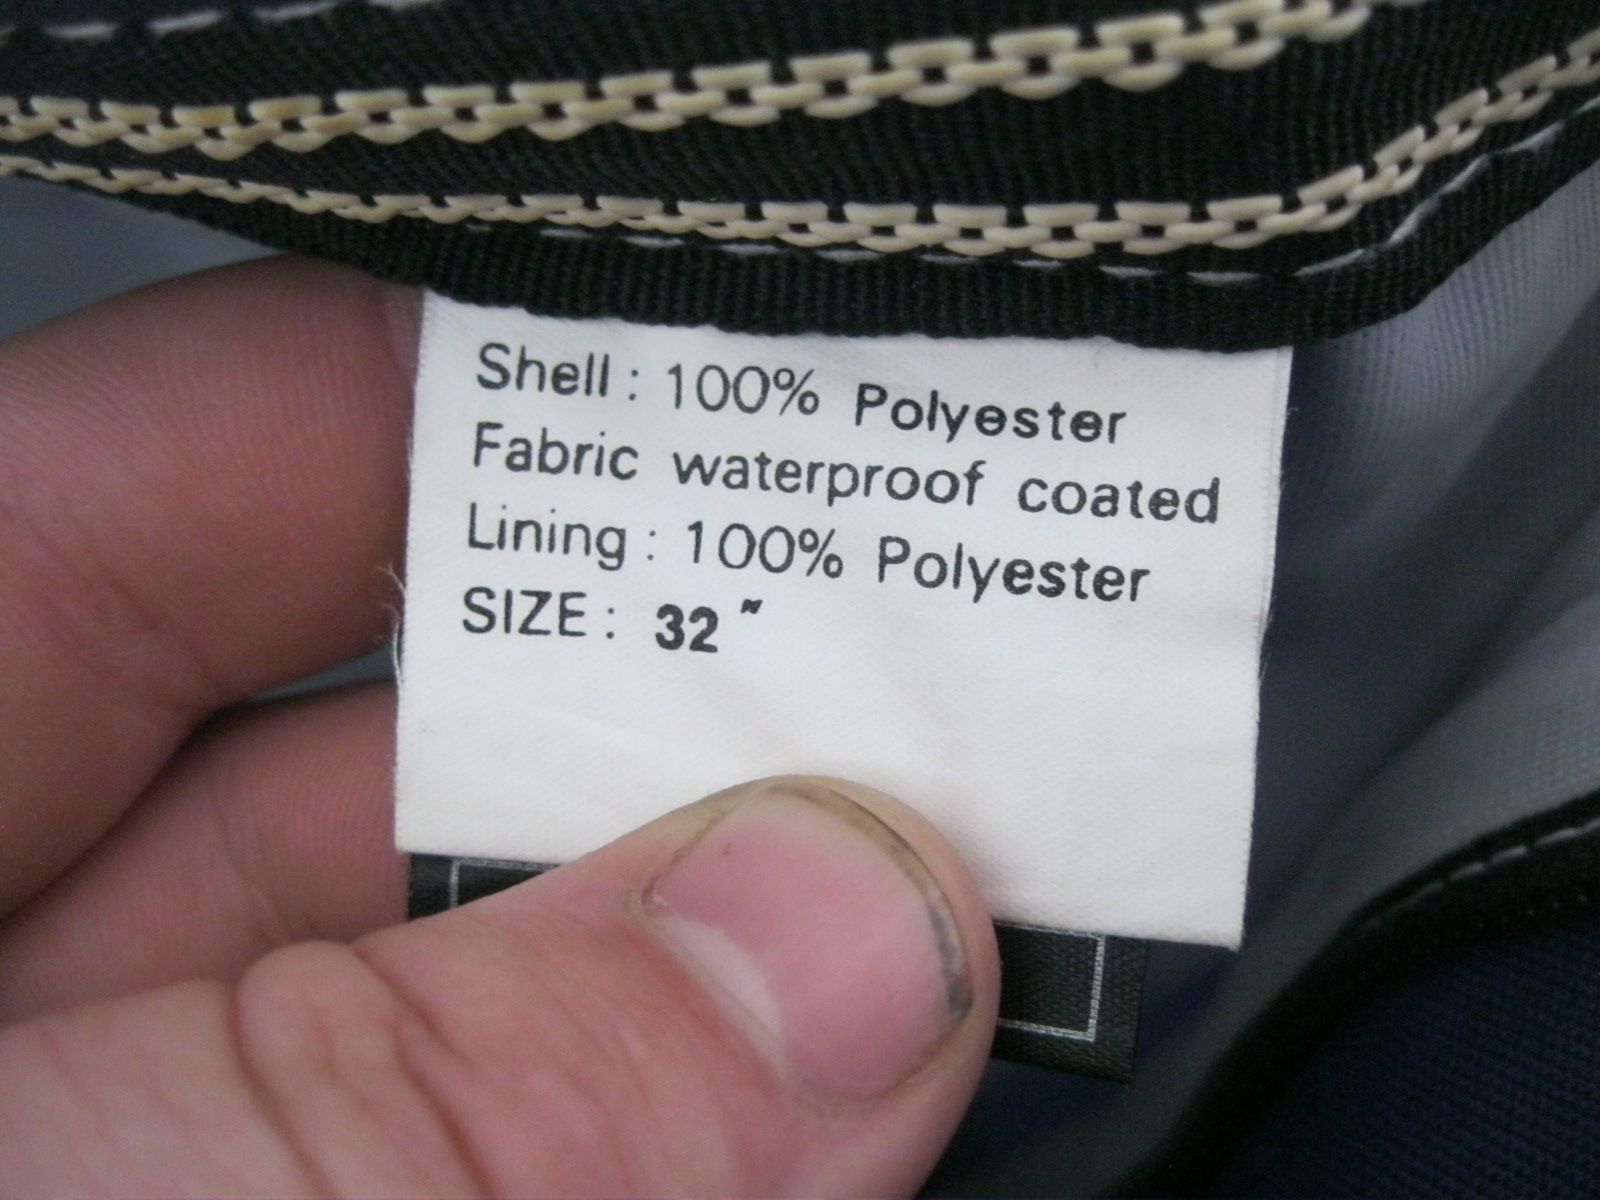 Shell : 100% Polyester
Fabric waterproof coated
Lining : 100% Polyester
SIZE : 32"